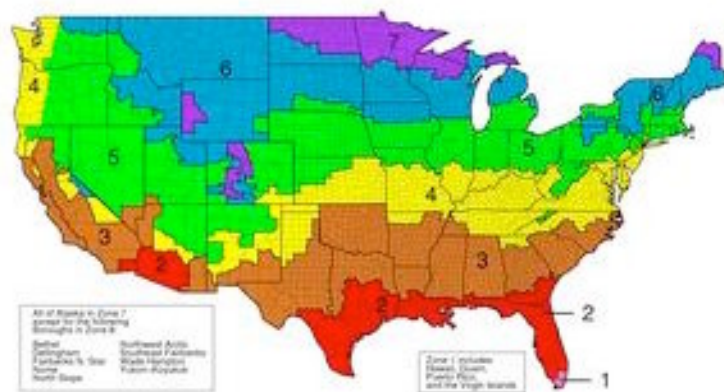 7
6
6
4
5
5
4
3
3
2
2
2
1
All of Alaska in Zone 7
except for the following
Boroughs in Zone 8:
Bethel Northwest Arctic
Dellingham Southeast Fairbanks
Fairbanks N. Star Wade Hampton
Nome Yukon-Koyukuk
North Slope
Zone 1 includes
Hawaii, Guam,
Puerto Rico,
and the Virgin Islands